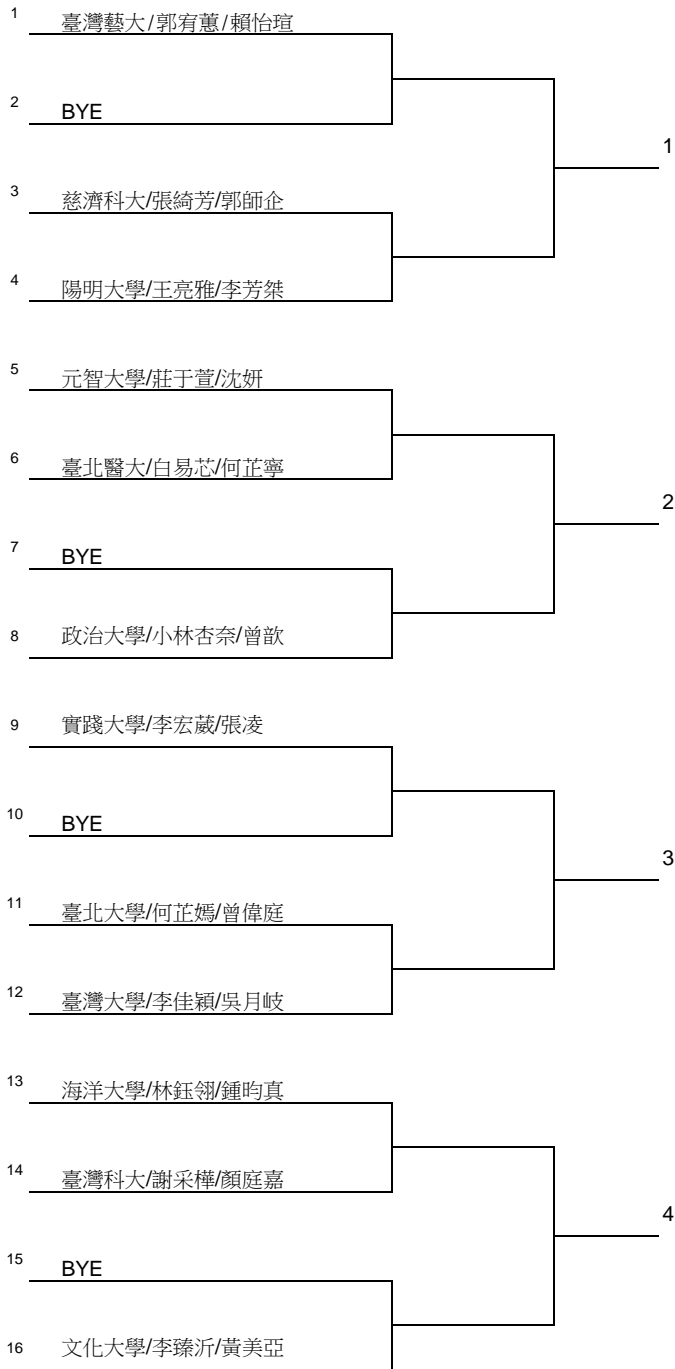 1 臺灣藝大/郭宥蕙/賴怡瑄
2 BYE
1
3 慈濟科大/張綺芳/郭師企
4 陽明大學/王亮雅/李芳桀
5 元智大學/莊于萱/沈妍
6 臺北醫大/白易芯/何芷寧
2
7 BYE
8 政治大學/小林杏奈/曾歆
9 實踐大學/李宏葳/張凌
10 BYE
3
11 臺北大學/何芷嫣/曾偉庭
12 臺灣大學/李佳穎/吳月岐
13 海洋大學/林鈺翎/鍾昀真
14 臺灣科大/謝采樺/顏庭嘉
4
15 BYE
16 文化大學/李臻沂/黃美亞